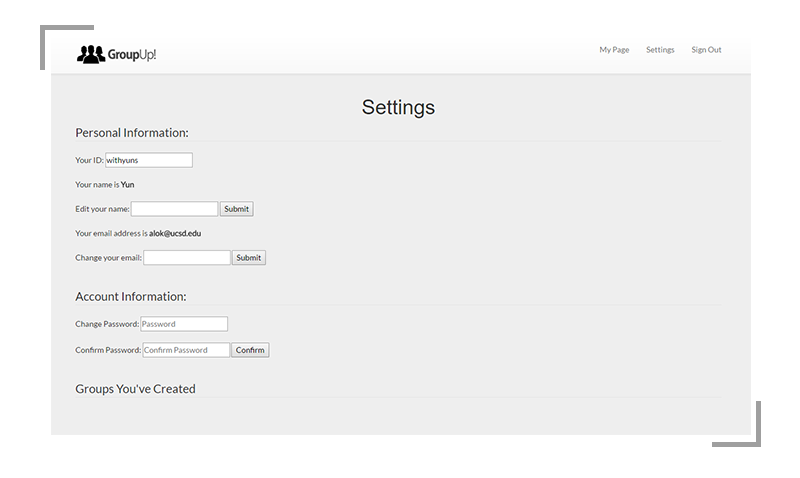 GroupUp!
My Page Settings Sign Out
Settings
Personal Information:
Your ID: withyuns
Your name is Yun
Edit your name: Submit
Your email address is alok@ucsd.edu
Change your email: Submit
Account Information:
Change Password: Password
Confirm Password: Confirm Password Confirm
Groups You've Created